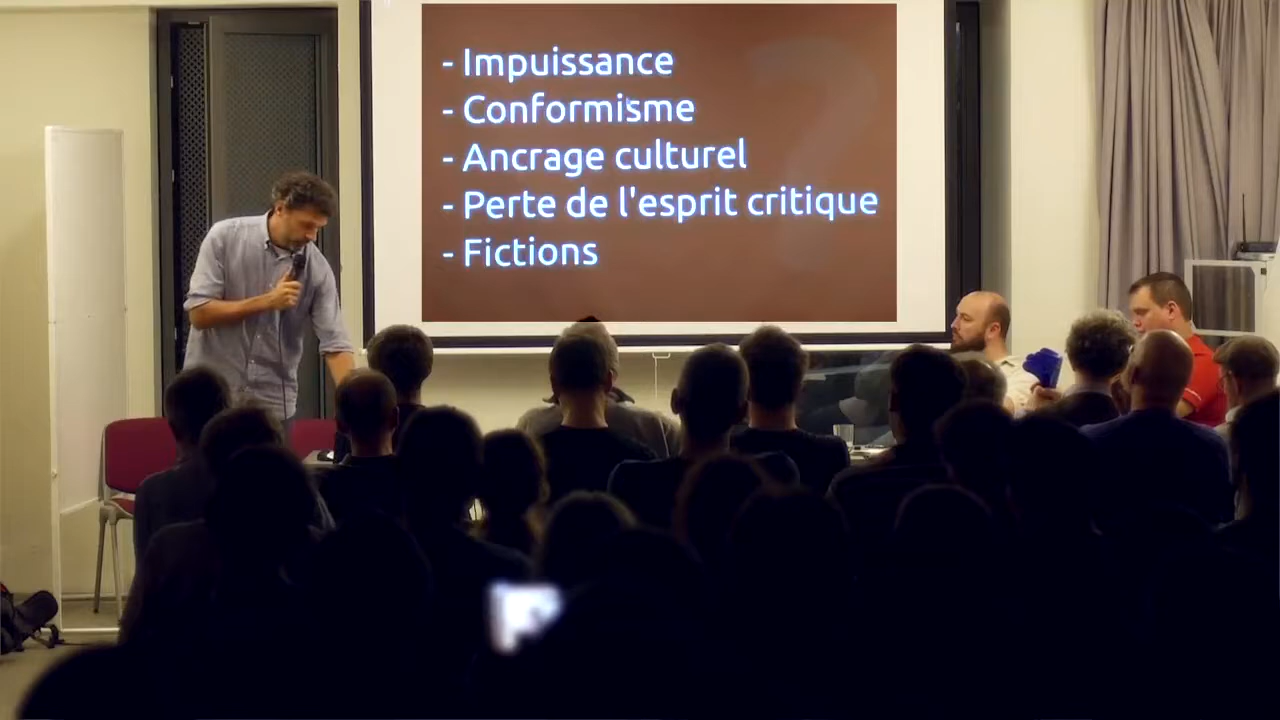 - Impuissance
- Conformisme
- Ancrage culturel
- Perte de l'esprit critique
- Fictions